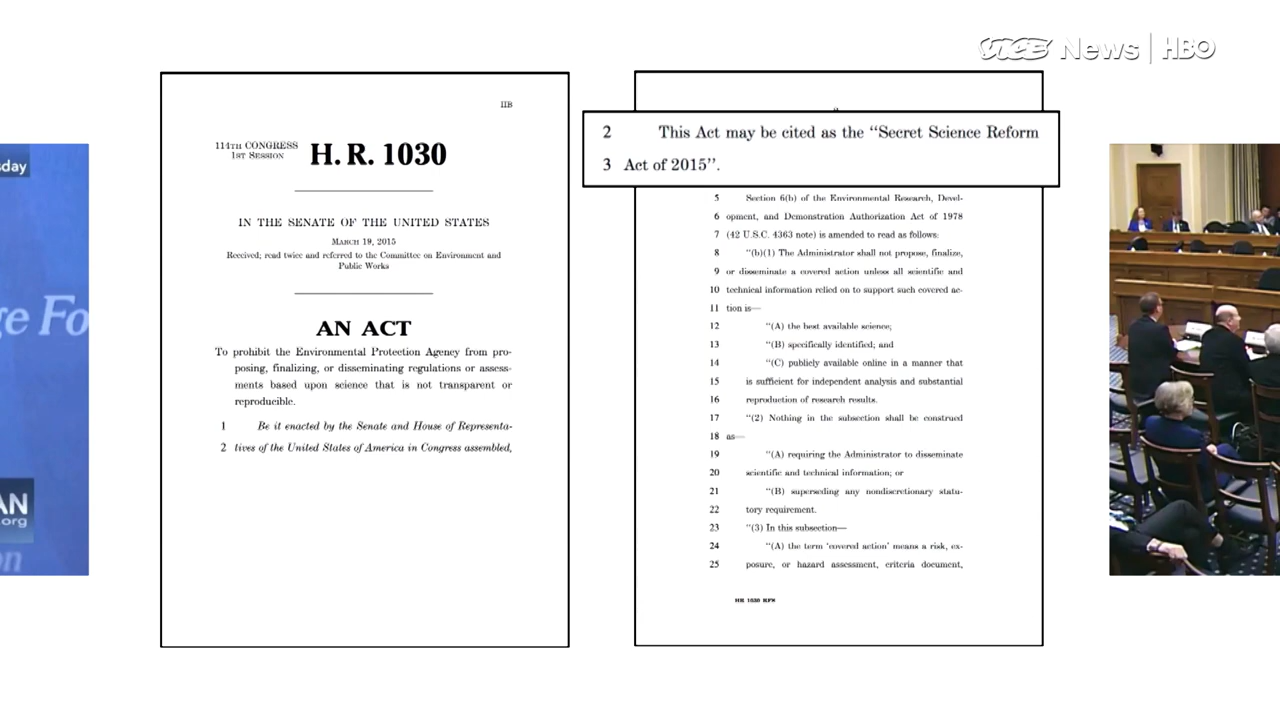 VICE News | HBO
sday
ge Fo
AN
.org
on
IIB
114TH CONGRESS
1ST SESSION
H. R. 1030
IN THE SENATE OF THE UNITED STATES
MARCH 19, 2015
Received; read twice and referred to the Committee on Environment and
Public Works
AN ACT
To prohibit the Environmental Protection Agency from pro-
posing, finalizing, or disseminating regulations or assess-
ments based upon science that is not transparent or
reproducible.
1 Be it enacted by the Senate and House of Representa-
2 tives of the United States of America in Congress assembled,
2 This Act may be cited as the “Secret Science Reform
3 Act of 2015”.
5 Section 6(b) of the Environmental Research, Devel-
6 opment, and Demonstration Authorization Act of 1978
7 (42 U.S.C. 4363 note) is amended to read as follows:
8 “(b)(1) The Administrator shall not propose, finalize,
9 or disseminate a covered action unless all scientific and
10 technical information relied on to support such covered ac-
11 tion is—
12 “(A) the best available science;
13 “(B) specifically identified; and
14 “(C) publicly available online in a manner that
15 is sufficient for independent analysis and substantial
16 reproduction of research results.
17 “(2) Nothing in the subsection shall be construed
18 as—
19 “(A) requiring the Administrator to disseminate
20 scientific and technical information; or
21 “(B) superseding any nondiscretionary statu-
22 tory requirement.
23 “(3) In this subsection—
24 “(A) the term ‘covered action’ means a risk, ex-
25 posure, or hazard assessment, criteria document,
HR 1030 RFS